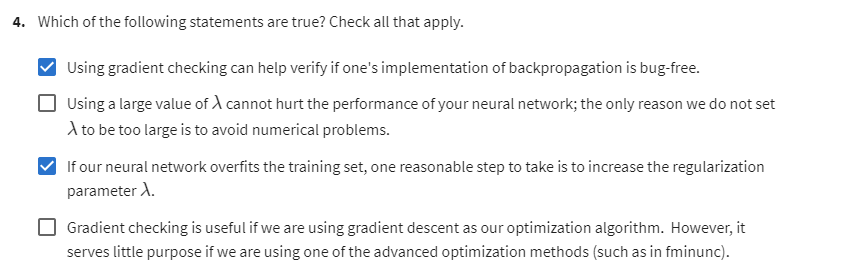 4. Which of the following statements are true? Check all that apply.
Using gradient checking can help verify if one's implementation of backpropagation is bug-free.
Using a large value of λ cannot hurt the performance of your neural network; the only reason we do not set
λ to be too large is to avoid numerical problems.
If our neural network overfits the training set, one reasonable step to take is to increase the regularization
parameter λ.
Gradient checking is useful if we are using gradient descent as our optimization algorithm. However, it
serves little purpose if we are using one of the advanced optimization methods (such as in fminunc).